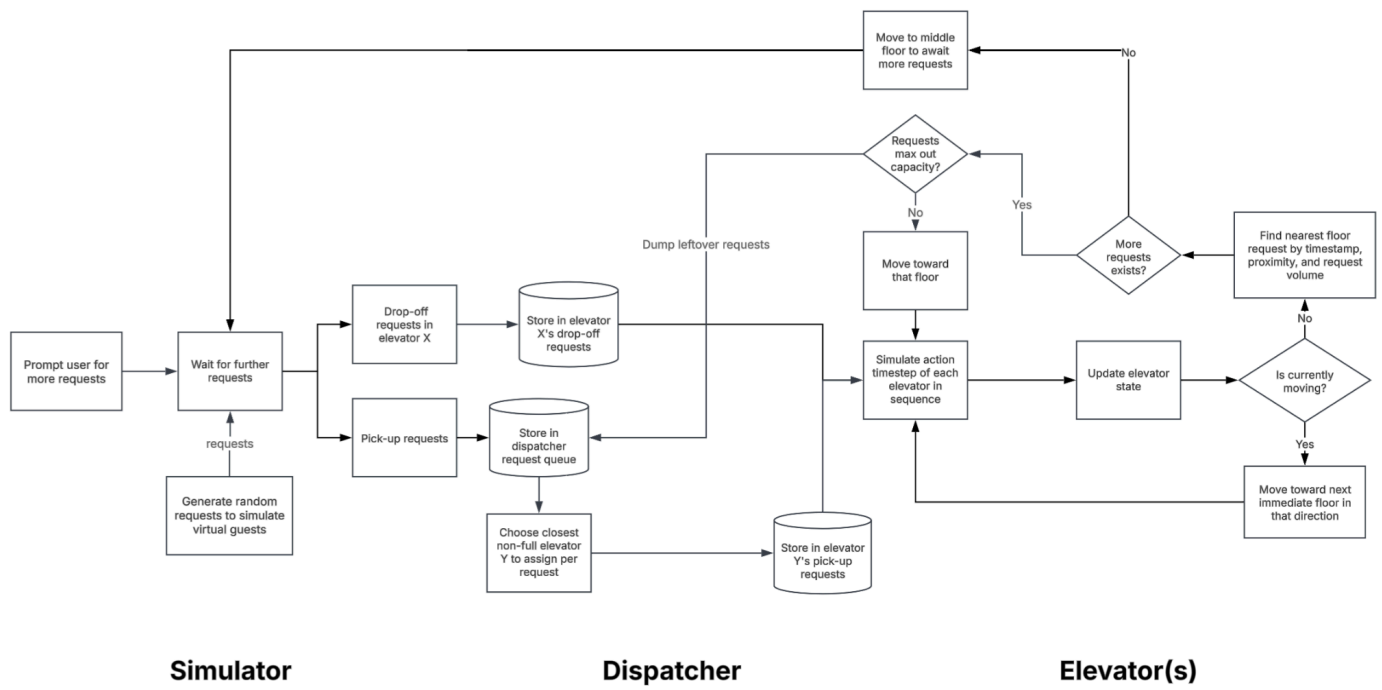 Move to middle
floor to await
more requests
No
Requests
max out
capacity?
No
Yes
Dump leftover requests
Move toward
that floor
More
requests
exists?
Find nearest floor
request by timestamp,
proximity, and request
volume
No
Prompt user for
more requests
Wait for further
requests
requests
Generate random
requests to simulate
virtual guests
Drop-off
requests in
elevator X
Store in elevator
X's drop-off
requests
Pick-up requests
Store in
dispatcher
request queue
Choose closest
non-full elevator
Y to assign per
request
Store in elevator
Y's pick-up
requests
Simulate action
timestep of each
elevator in
sequence
Update elevator
state
Is currently
moving?
Yes
Move toward next
immediate floor in
that direction
Simulator
Dispatcher
Elevator(s)